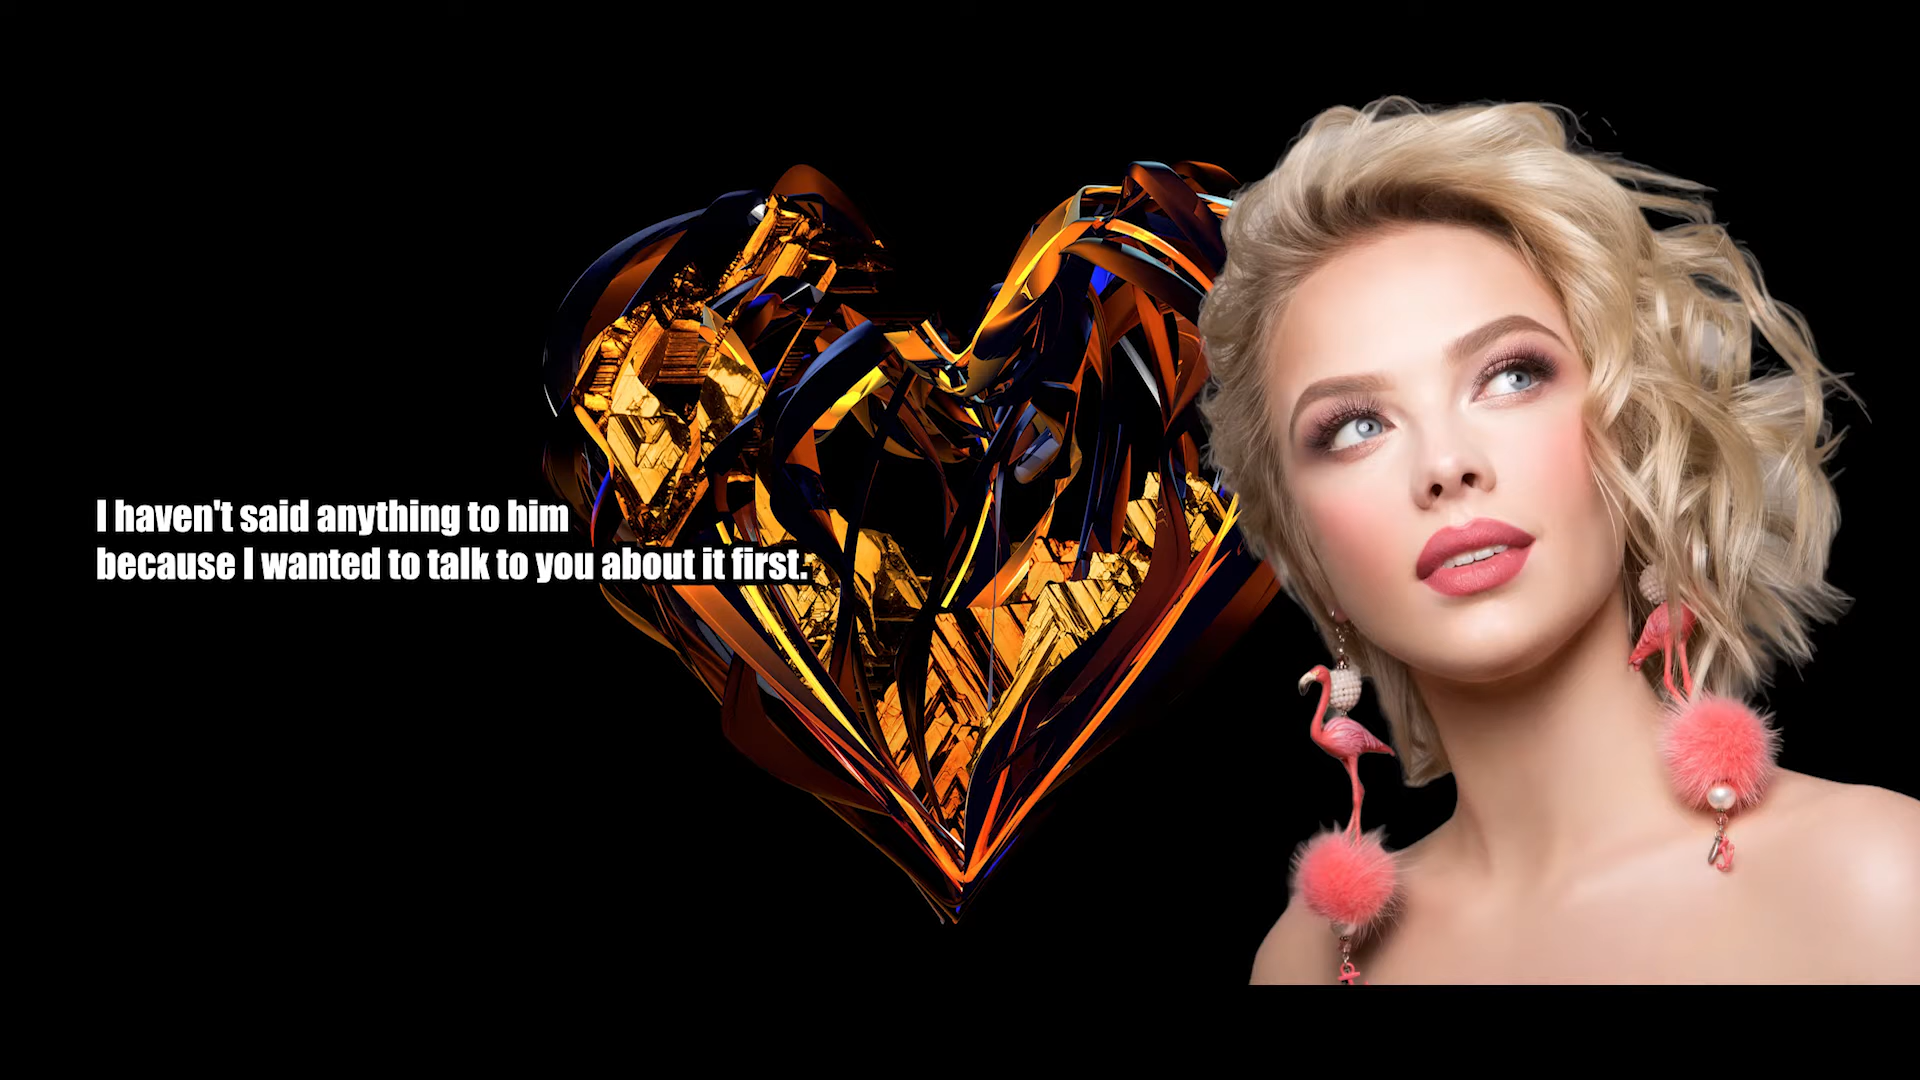 I haven't said anything to him
because I wanted to talk to you about it first.